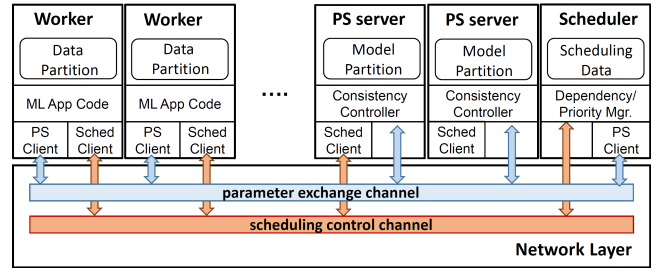 Worker
Worker
PS server
PS server
Scheduler
Data
Partition
Data
Partition
Model
Partition
Model
Partition
Scheduling
Data
....
ML App Code
ML App Code
Consistency
Controller
Consistency
Controller
Dependency/
Priority Mgr.
PS
Client
Sched
Client
PS
Client
Sched
Client
Sched
Client
Sched
Client
PS
Client
parameter exchange channel
scheduling control channel
Network Layer